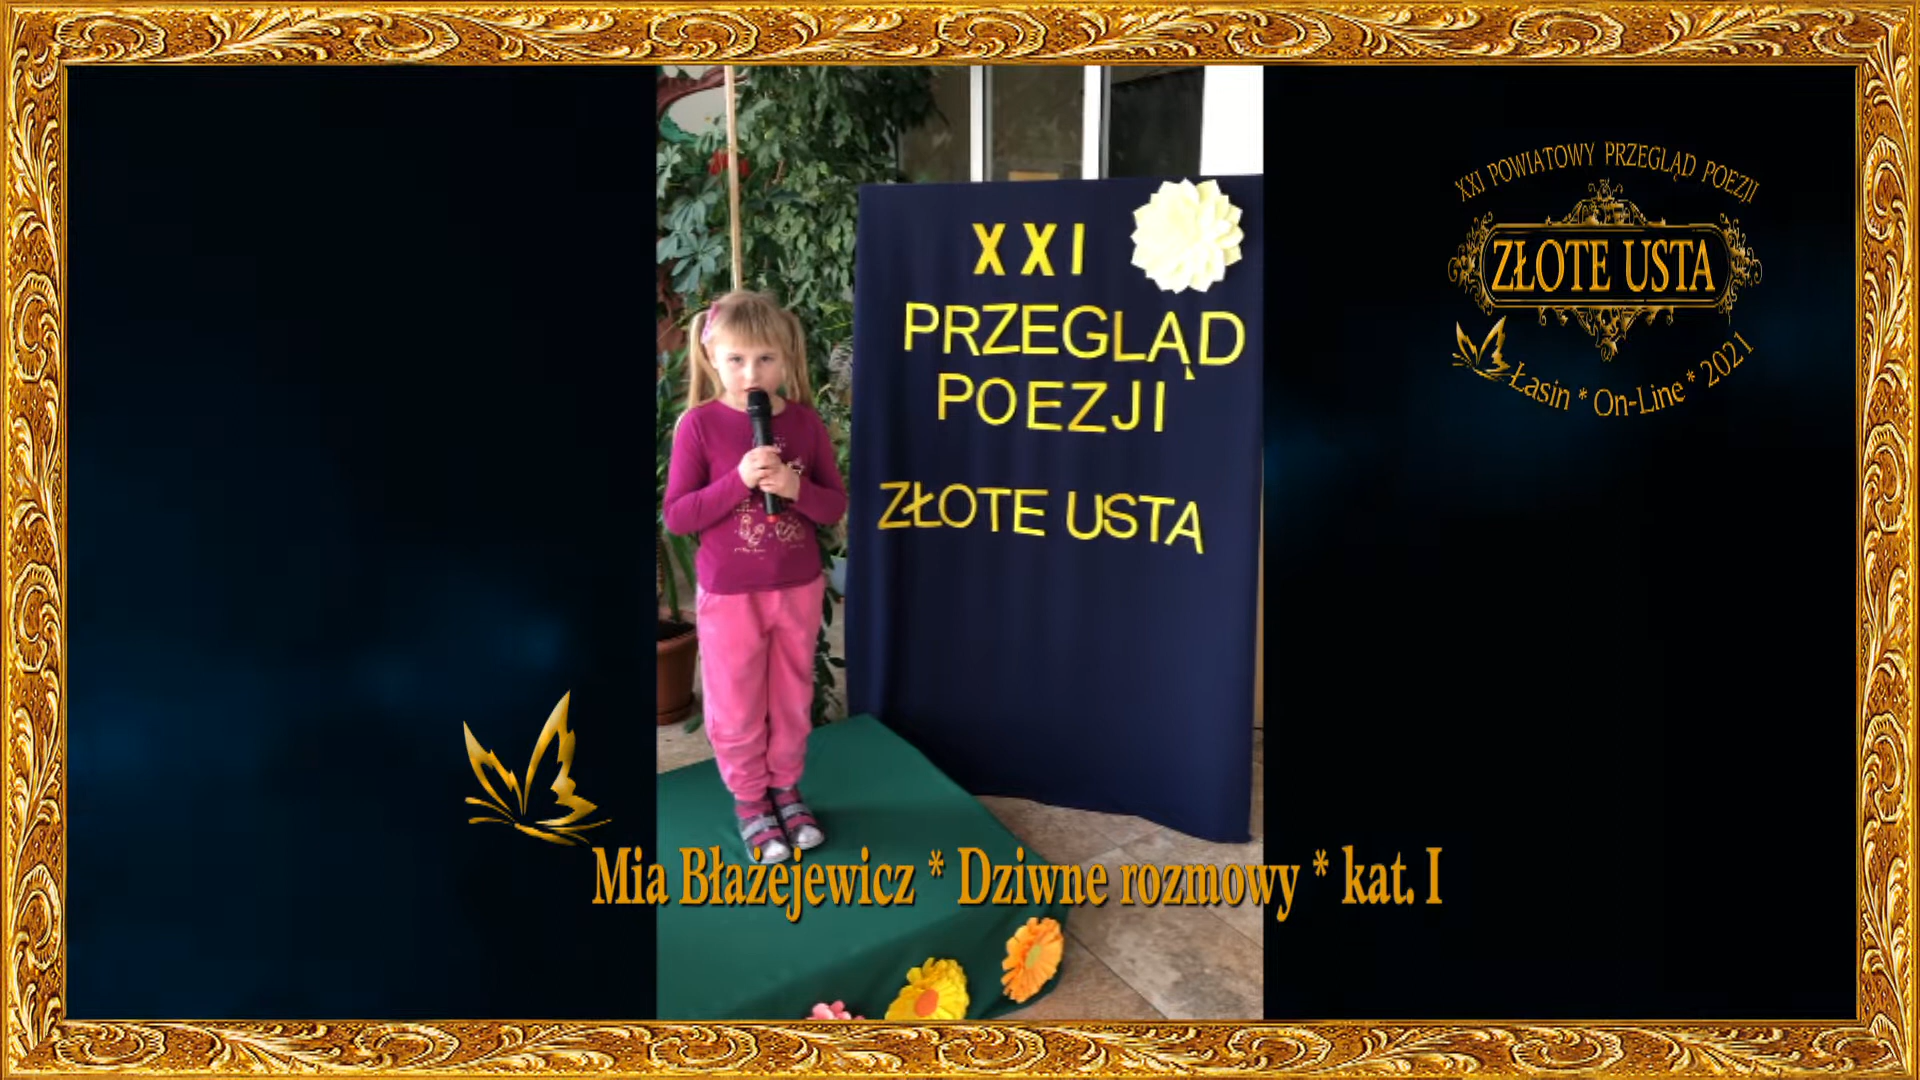 XXI POWIATOWY PRZEGLĄD POEZJI
ZŁOTE USTA
Łasin * On-Line * 2021
XXI
PRZEGLĄD
POEZJI
ZŁOTE USTA
Mia Błażejewicz * Dziwne rozmowy * kat. I